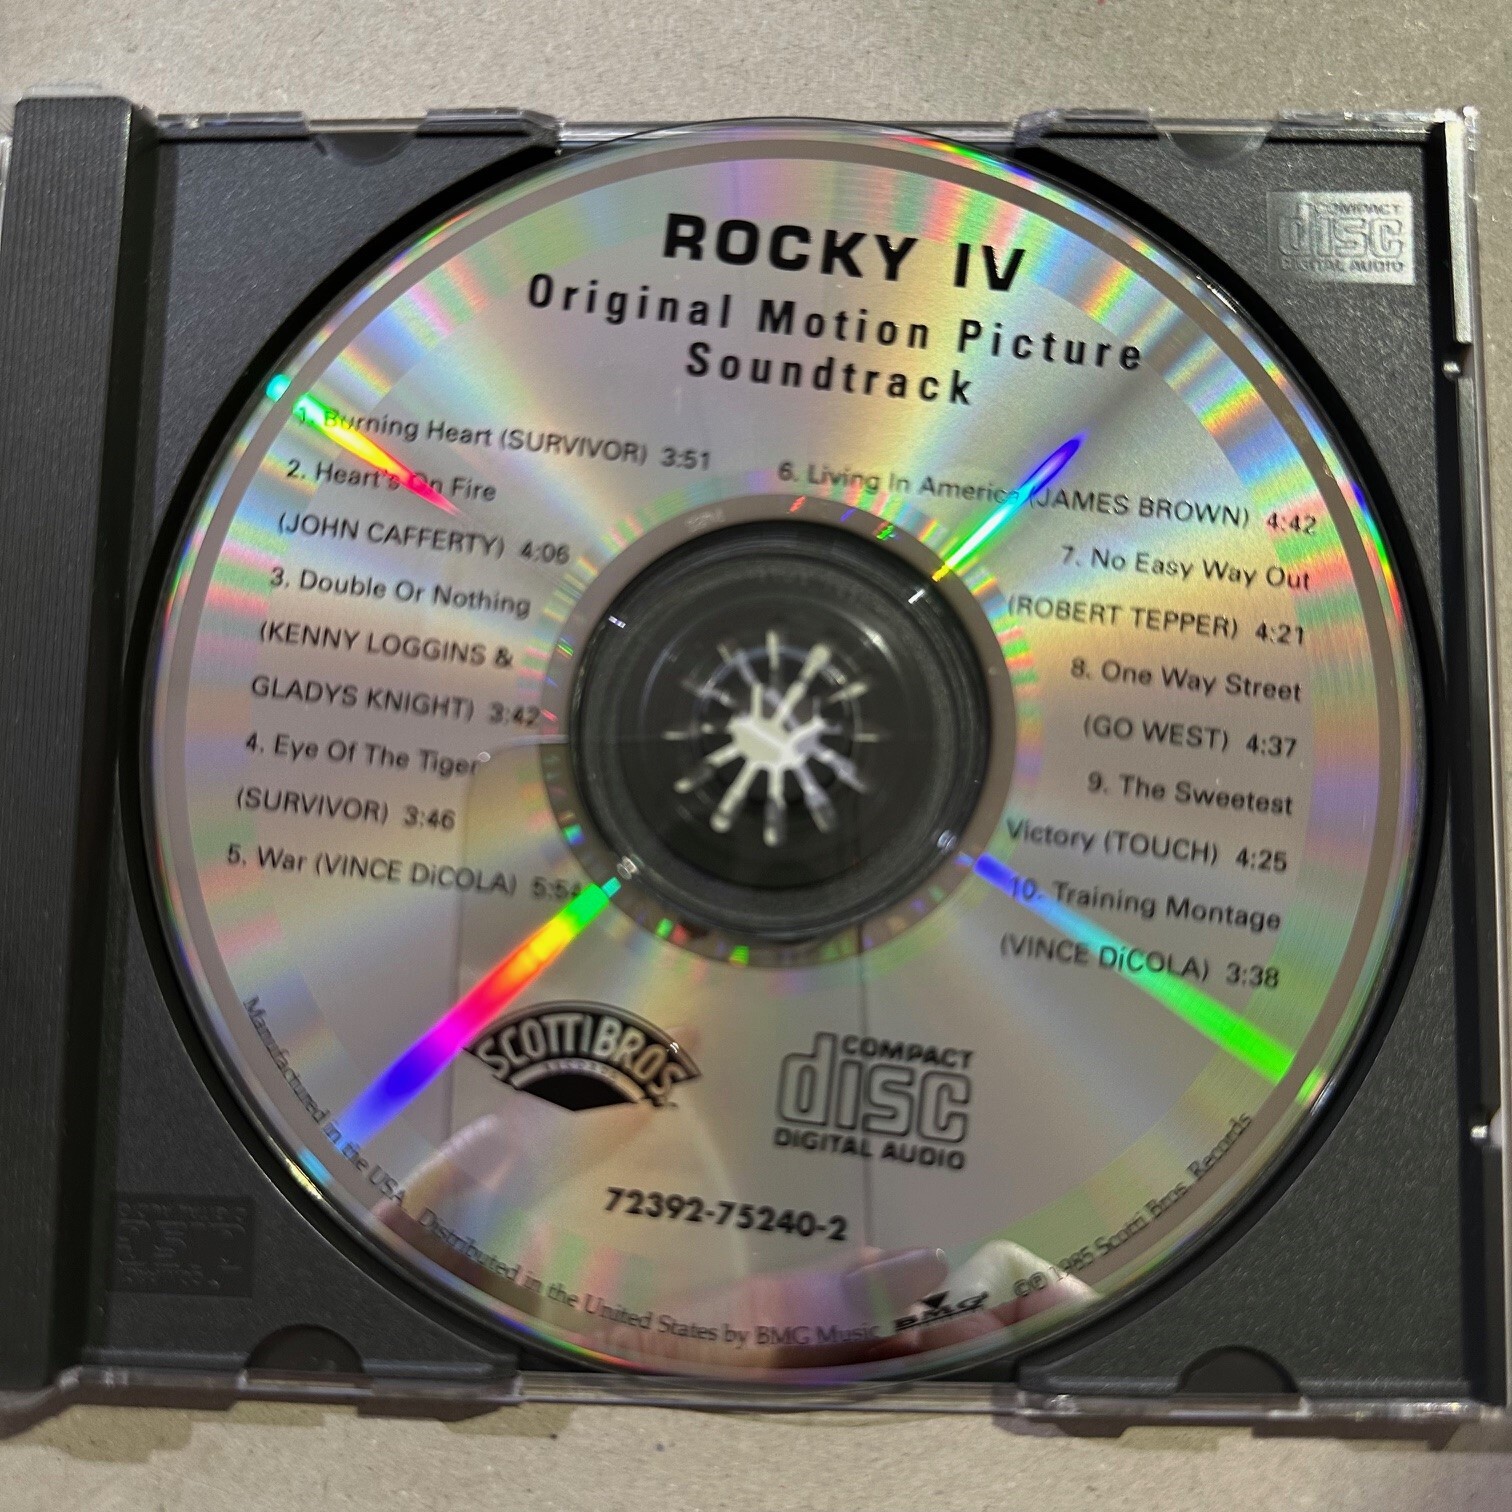 ROCKY IV
Original Motion Picture
Soundtrack
1. Burning Heart (SURVIVOR) 3:51
2. Heart's On Fire
(JOHN CAFFERTY) 4:06
3. Double Or Nothing
(KENNY LOGGINS &
GLADYS KNIGHT) 3:42
4. Eye Of The Tiger
(SURVIVOR) 3:46
5. War (VINCE DiCOLA)
6. Living In America (JAMES BROWN) 4:42
7. No Easy Way Out
(ROBERT TEPPER) 4:21
8. One Way Street
(GO WEST) 4:37
9. The Sweetest
Victory (TOUCH) 4:25
10. Training Montage
(VINCE DiCOLA) 3:38
SCOTTI BROS.
RECORDS
COMPACT
disc
DIGITAL AUDIO
72392-75240-2
Manufactured in the USA. Distributed in the United States by BMG Music BMG ©℗ 1985 Scotti Bros. Records
COMPACT
disc
DIGITAL AUDIO